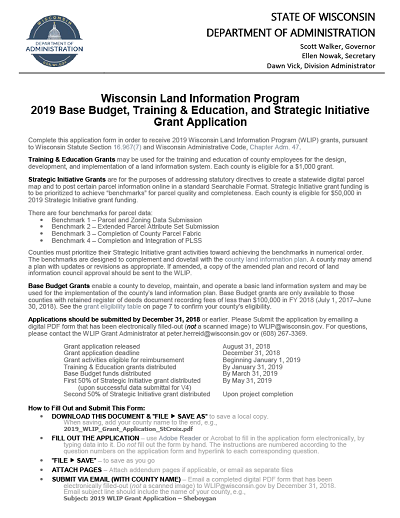 WISCONSIN
DEPARTMENT OF
ADMINISTRATION
STATE OF WISCONSIN
DEPARTMENT OF ADMINISTRATION
Scott Walker, Governor
Ellen Nowak, Secretary
Dawn Vick, Division Administrator
Wisconsin Land Information Program
2019 Base Budget, Training & Education, and Strategic Initiative
Grant Application
Complete this application form in order to receive 2019 Wisconsin Land Information Program (WLIP) grants, pursuant
to Wisconsin Statute Section 16.967(7) and Wisconsin Administrative Code, Chapter Adm. 47.
Training & Education Grants may be used for the training and education of county employees for the design,
development, and implementation of a land information system. Each county is eligible for a $1,000 grant.
Strategic Initiative Grants are for the purposes of addressing statutory directives to create a statewide digital parcel
map and to post certain parcel information online in a standard Searchable Format. Strategic Initiative grant funding is
to be prioritized to achieve "benchmarks" for parcel quality and completeness. Each county is eligible for $50,000 in
2019 Strategic Initiative grant funding.
There are four benchmarks for parcel data:
• Benchmark 1 – Parcel and Zoning Data Submission
• Benchmark 2 – Extended Parcel Attribute Set Submission
• Benchmark 3 – Completion of County Parcel Fabric
• Benchmark 4 – Completion and Integration of PLSS
Counties must prioritize their Strategic Initiative grant activities toward achieving the benchmarks in numerical order.
The benchmarks are designed to complement and dovetail with the county land information plan. A county may amend
a plan with updates or revisions as appropriate. If amended, a copy of the amended plan and record of land
information council approval should be sent to the WLIP.
Base Budget Grants enable a county to develop, maintain, and operate a basic land information system and may be
used for the implementation of the county's land information plan. Base Budget grants are only available to those
counties with retained register of deeds document recording fees of less than $100,000 in FY 2018 (July 1, 2017–June
30, 2018). See the grant eligibility table on page 7 to confirm your county's eligibility.
Applications should be submitted by December 31, 2018 or earlier. Please Submit the application by emailing a
digital PDF form that has been electronically filled-out (not a scanned image) to WLIP@wisconsin.gov. For questions,
please contact the WLIP Grant Administrator at peter.herreid@wisconsin.gov or (608) 267-3369.
Grant application released August 31, 2018
Grant application deadline December 31, 2018
Grant activities eligible for reimbursement Beginning January 1, 2019
Training & Education grants distributed By January 31, 2019
Base Budget funds distributed By March 31, 2019
First 50% of Strategic Initiative grant distributed By May 31, 2019
(upon successful data submittal for V4)
Second 50% of Strategic Initiative grant distributed Upon project completion
How to Fill Out and Submit This Form:
• DOWNLOAD THIS DOCUMENT & "FILE ► SAVE AS" to save a local copy.
When saving, add your county name to the end, e.g.,
2019_WLIP_Grant_Application_StCroix.pdf
• FILL OUT THE APPLICATION – use Adobe Reader or Acrobat to fill in the application form electronically, by
typing data into it. Do not fill out the form by hand. The instructions are numbered according to the
question numbers on the application form and hyperlink to each corresponding question.
• "FILE ► SAVE" – to save as you go
• ATTACH PAGES – Attach addendum pages if applicable, or email as separate files
• SUBMIT VIA EMAIL (WITH COUNTY NAME) – Email a completed digital PDF form that has been
electronically filled-out (not a scanned image) to WLIP@wisconsin.gov by December 31, 2018.
Email subject line should include the name of your county, e.g.,
Subject: 2019 WLIP Grant Application – Sheboygan